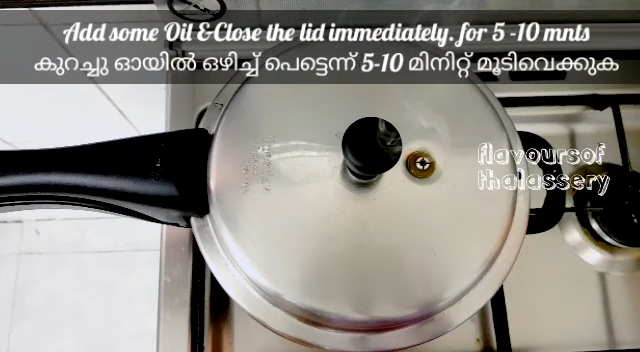 Add some Oil &Close the lid immediately. for 5 -10 mnts
കുറച്ചു ഓയിൽ ഒഴിച്ച് പെട്ടെന്ന് 5-10 മിനിറ്റ് മൂടിവെക്കുക
flavoursof
thalassery